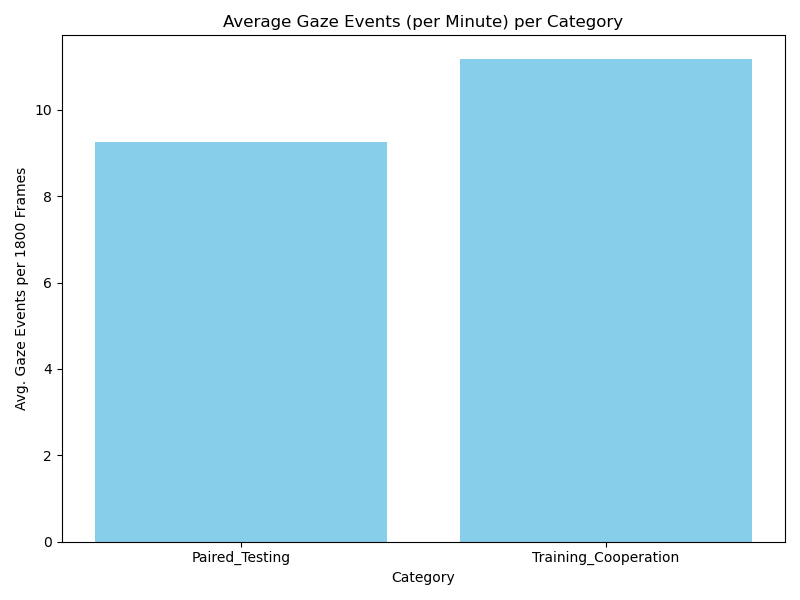 Average Gaze Events (per Minute) per Category
Avg. Gaze Events per 1800 Frames
10
8
6
4
2
0
Paired_Testing
Training_Cooperation
Category